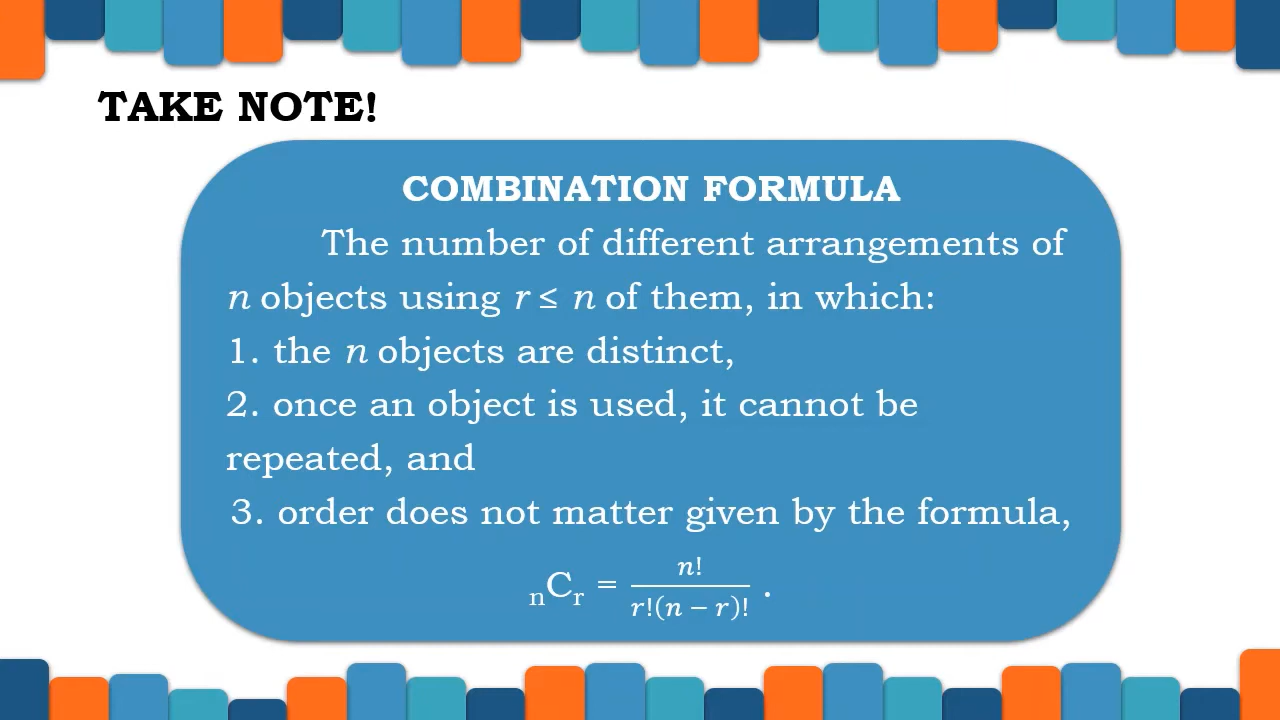 TAKE NOTE!
COMBINATION FORMULA
The number of different arrangements of
n objects using r ≤ n of them, in which:
1. the n objects are distinct,
2. once an object is used, it cannot be
repeated, and
3. order does not matter given by the formula,
nCr = n! / r!(n − r)! .